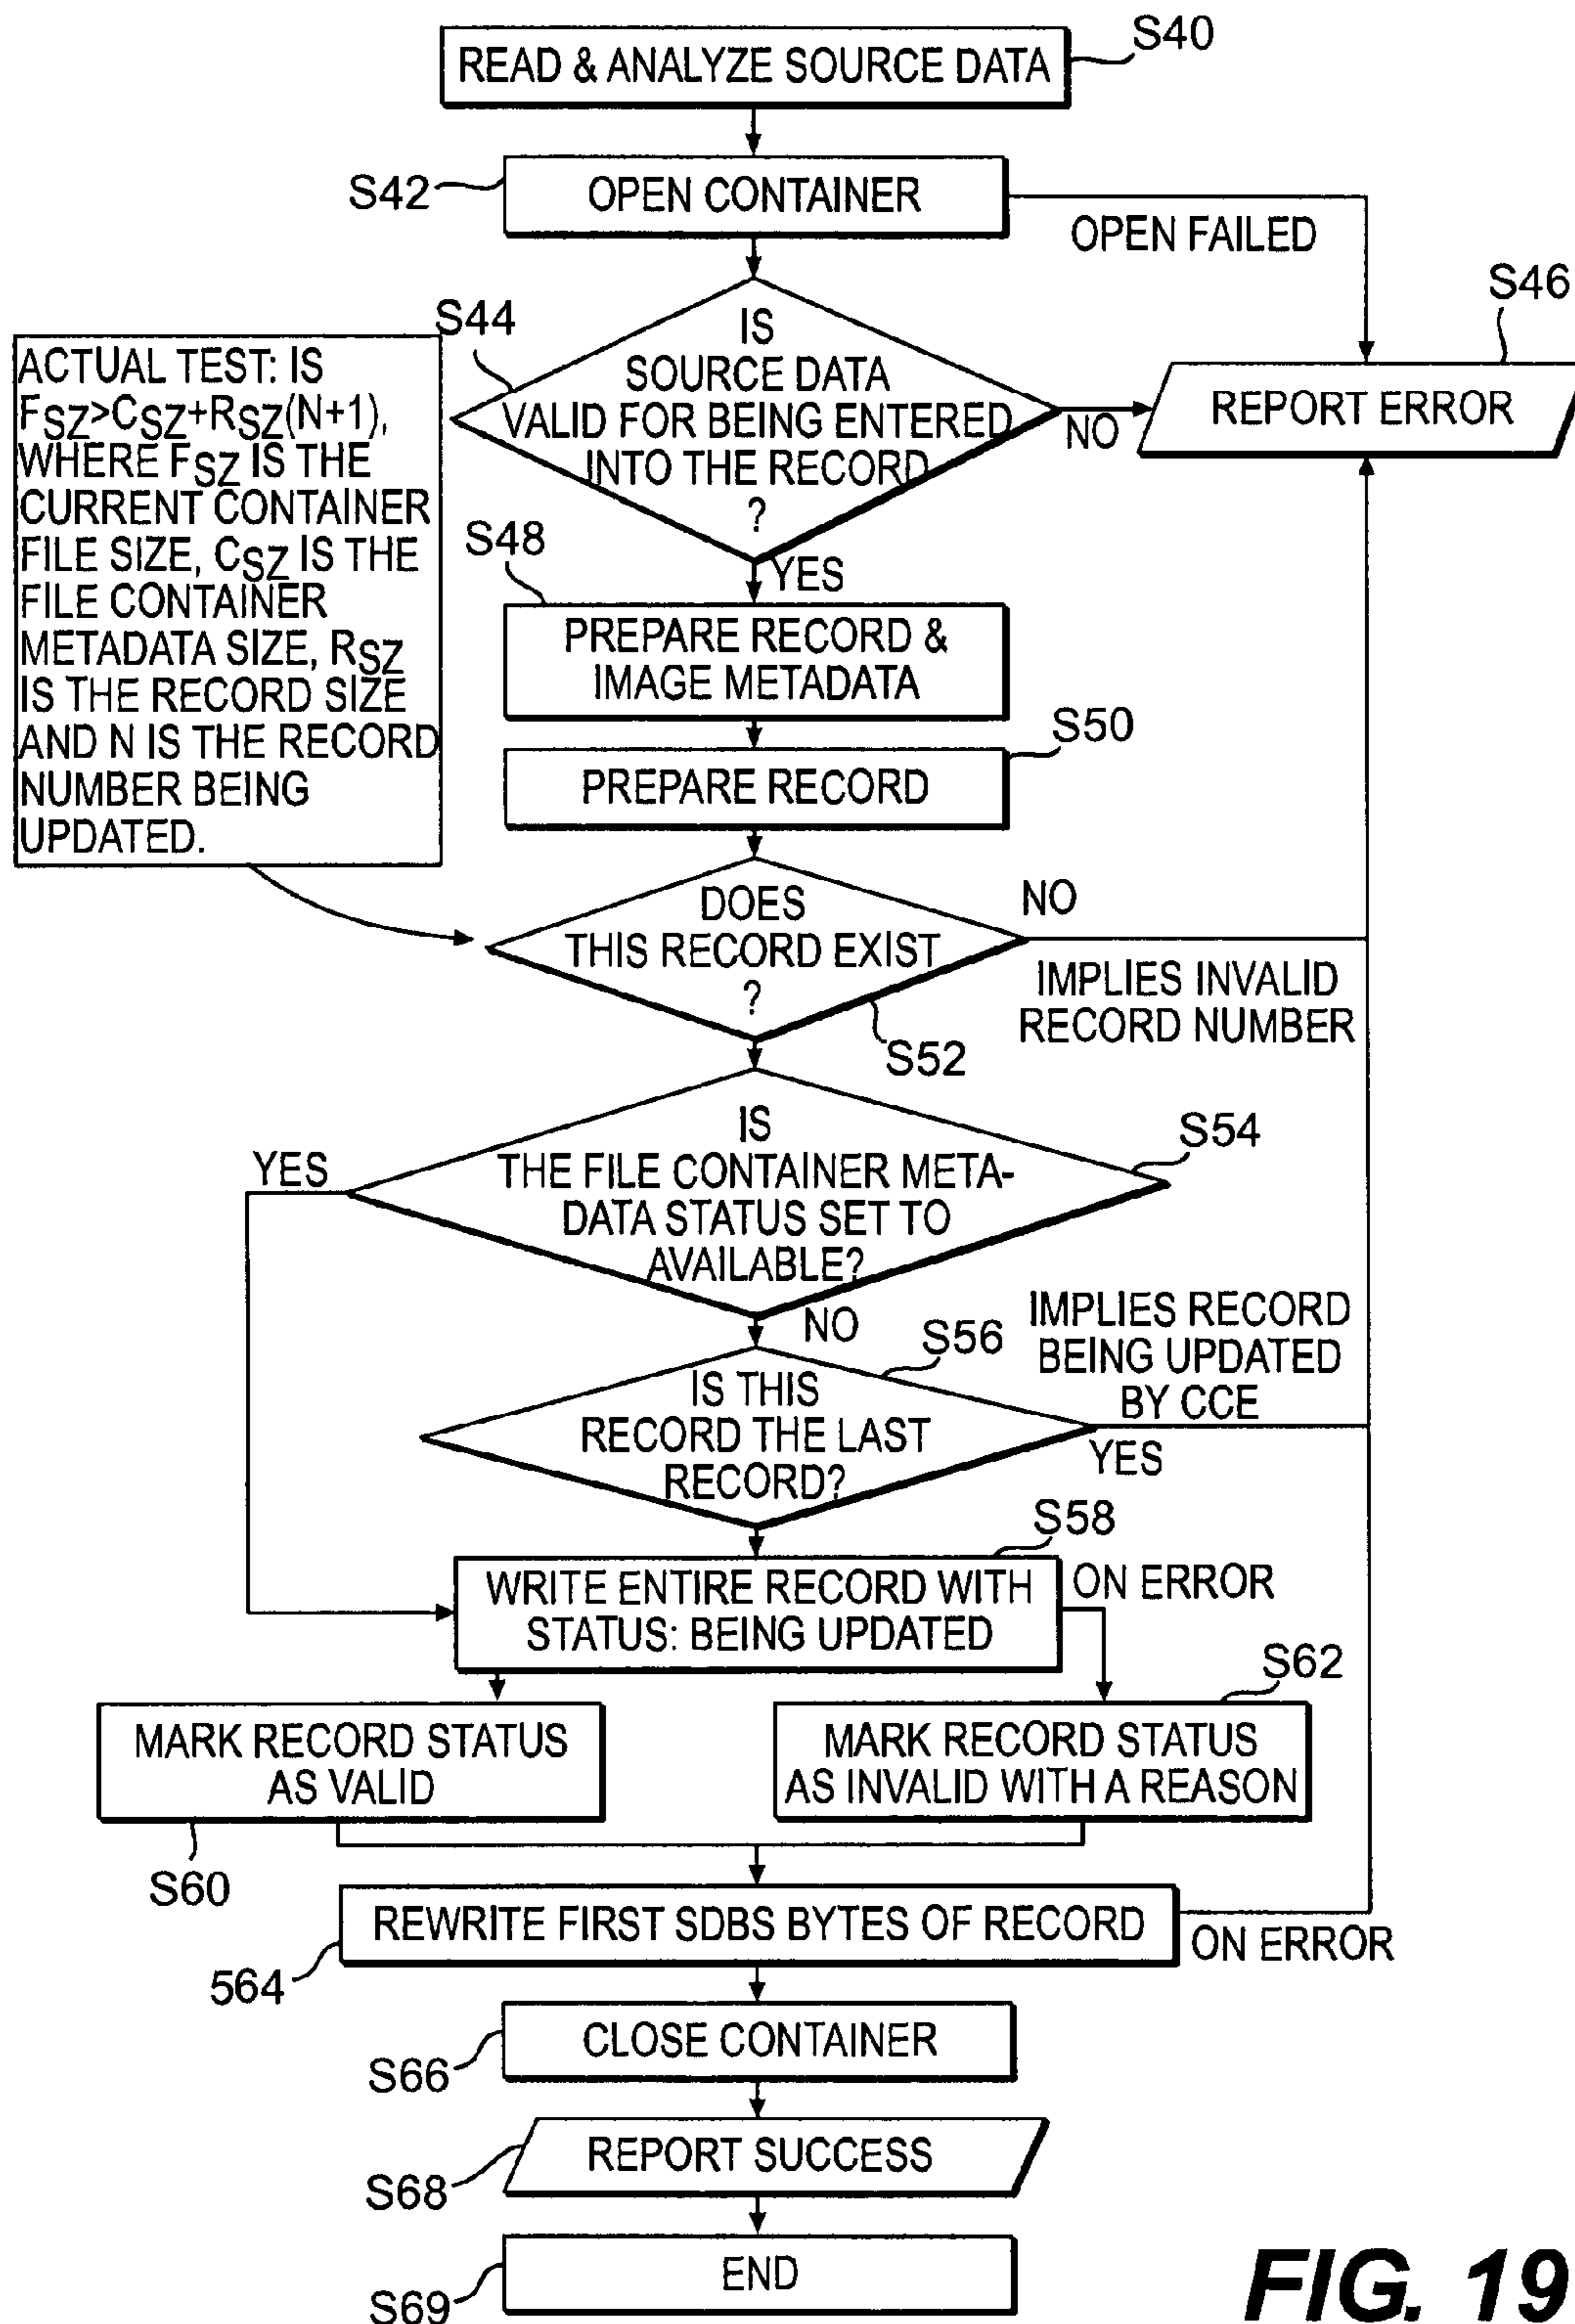 READ & ANALYZE SOURCE DATA
S40
S42
OPEN CONTAINER
OPEN FAILED
S46
REPORT ERROR
S44
IS
SOURCE DATA
VALID FOR BEING ENTERED
INTO THE RECORD
?
NO
YES
ACTUAL TEST: IS
FSZ>CSZ+RSZ(N+1),
WHERE FSZ IS THE
CURRENT CONTAINER
FILE SIZE, CSZ IS THE
FILE CONTAINER
METADATA SIZE, RSZ
IS THE RECORD SIZE
AND N IS THE RECORD
NUMBER BEING
UPDATED.
S48
PREPARE RECORD &
IMAGE METADATA
S50
PREPARE RECORD
DOES
THIS RECORD EXIST
?
NO
IMPLIES INVALID
RECORD NUMBER
S52
IS
THE FILE CONTAINER META-
DATA STATUS SET TO
AVAILABLE?
S54
YES
NO
S56
IMPLIES RECORD
BEING UPDATED
BY CCE
IS THIS
RECORD THE LAST
RECORD?
YES
S58
WRITE ENTIRE RECORD WITH
STATUS: BEING UPDATED
ON ERROR
S62
MARK RECORD STATUS
AS VALID
MARK RECORD STATUS
AS INVALID WITH A REASON
S60
REWRITE FIRST SDBS BYTES OF RECORD
ON ERROR
564
CLOSE CONTAINER
S66
REPORT SUCCESS
S68
END
S69
FIG. 19